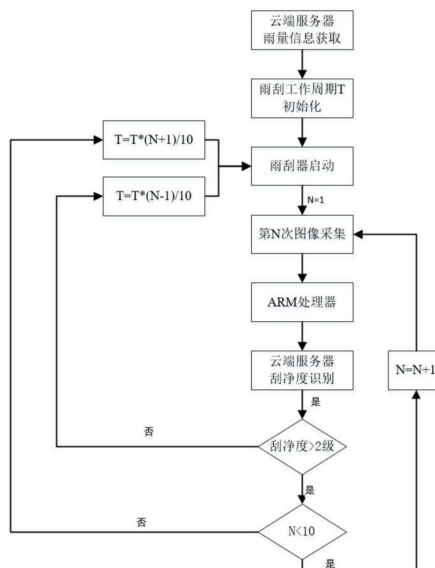 云端服务器
雨量信息获取
雨刮工作周期T
初始化
T=T*(N+1)/10
雨刮器启动
T=T*(N-1)/10
N=1
第N次图像采集
ARM处理器
云端服务器
刮净度识别
N=N+1
是
否
刮净度>2级
是
否
N<10
是